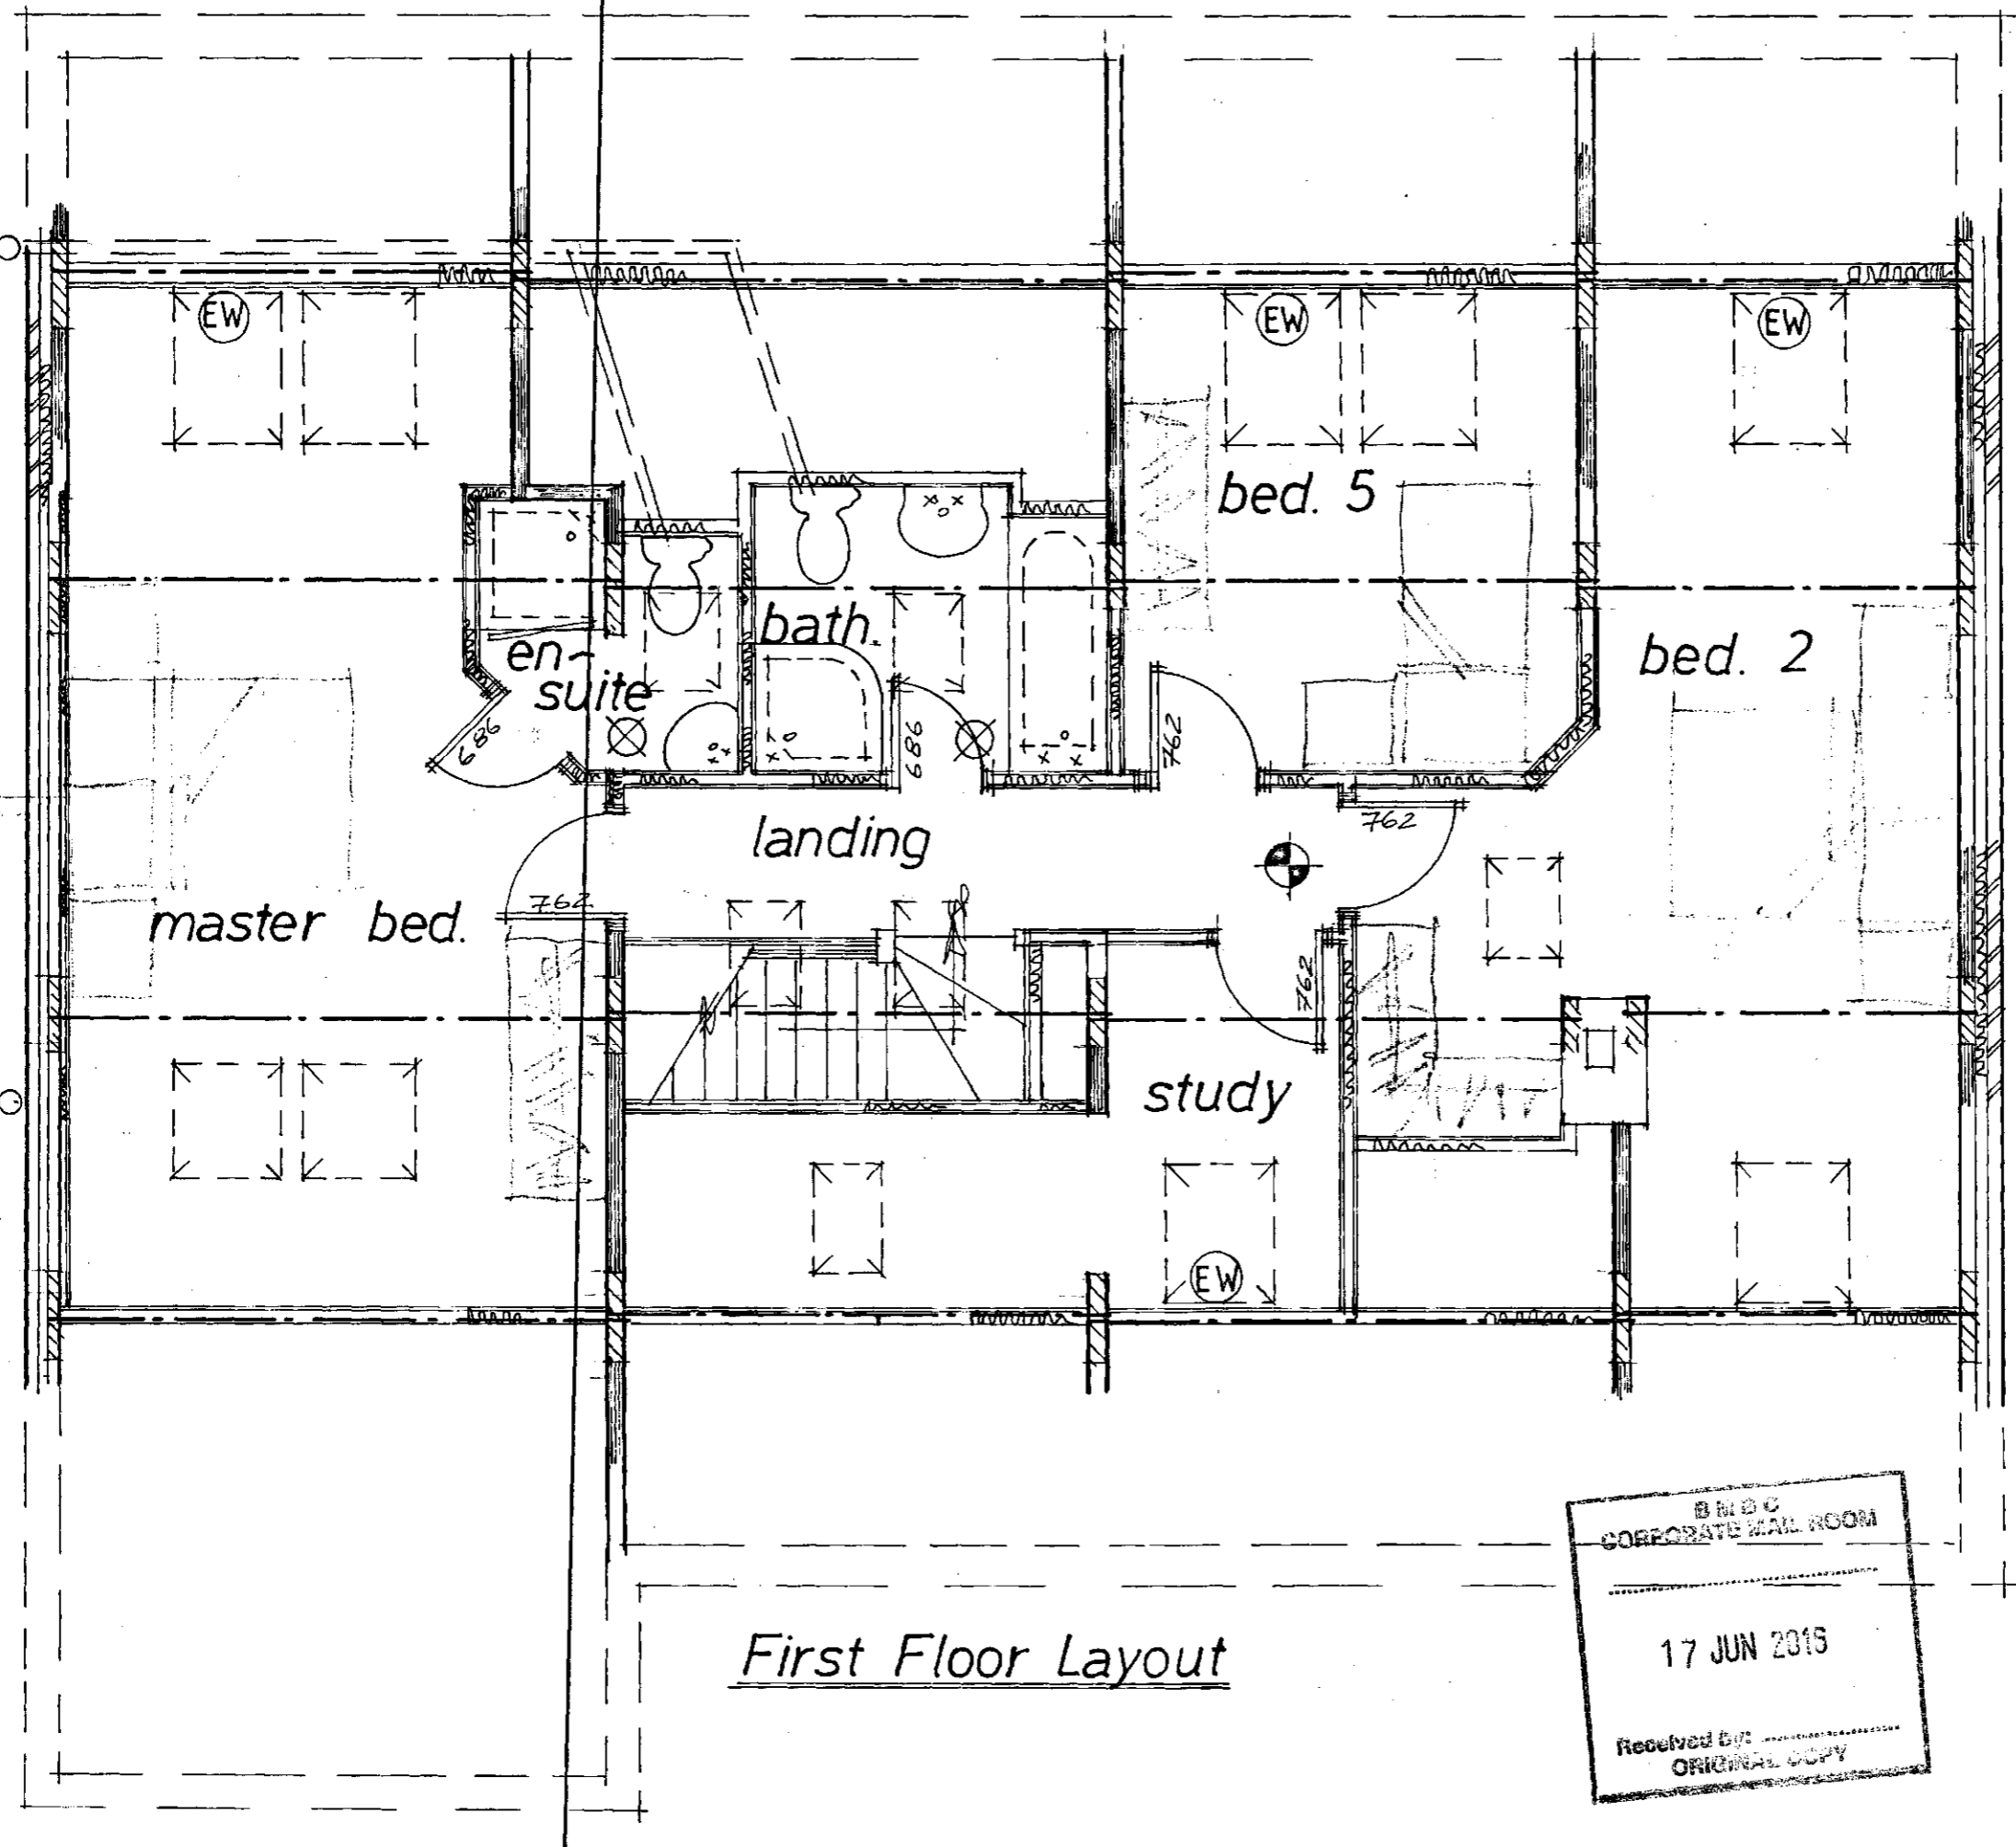 EW
EW
EW
bed. 5
bath.
en-
suite
bed. 2
686
686
762
762
landing
762
master bed.
762
study
EW
First Floor Layout
B M B C
CORPORATE MAIL ROOM
17 JUN 2016
Received by:
ORIGINAL COPY